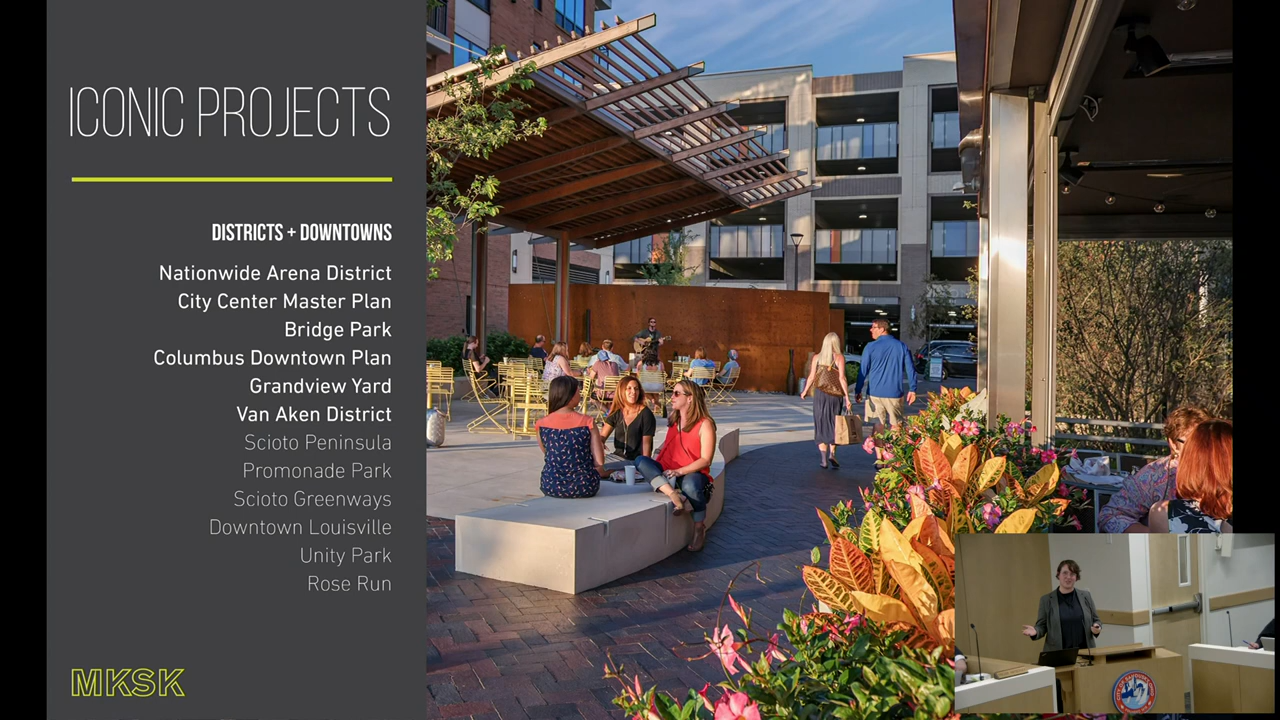 ICONIC PROJECTS
DISTRICTS + DOWNTOWNS
Nationwide Arena District
City Center Master Plan
Bridge Park
Columbus Downtown Plan
Grandview Yard
Van Aken District
Scioto Peninsula
Promonade Park
Scioto Greenways
Downtown Louisville
Unity Park
Rose Run
MKSK